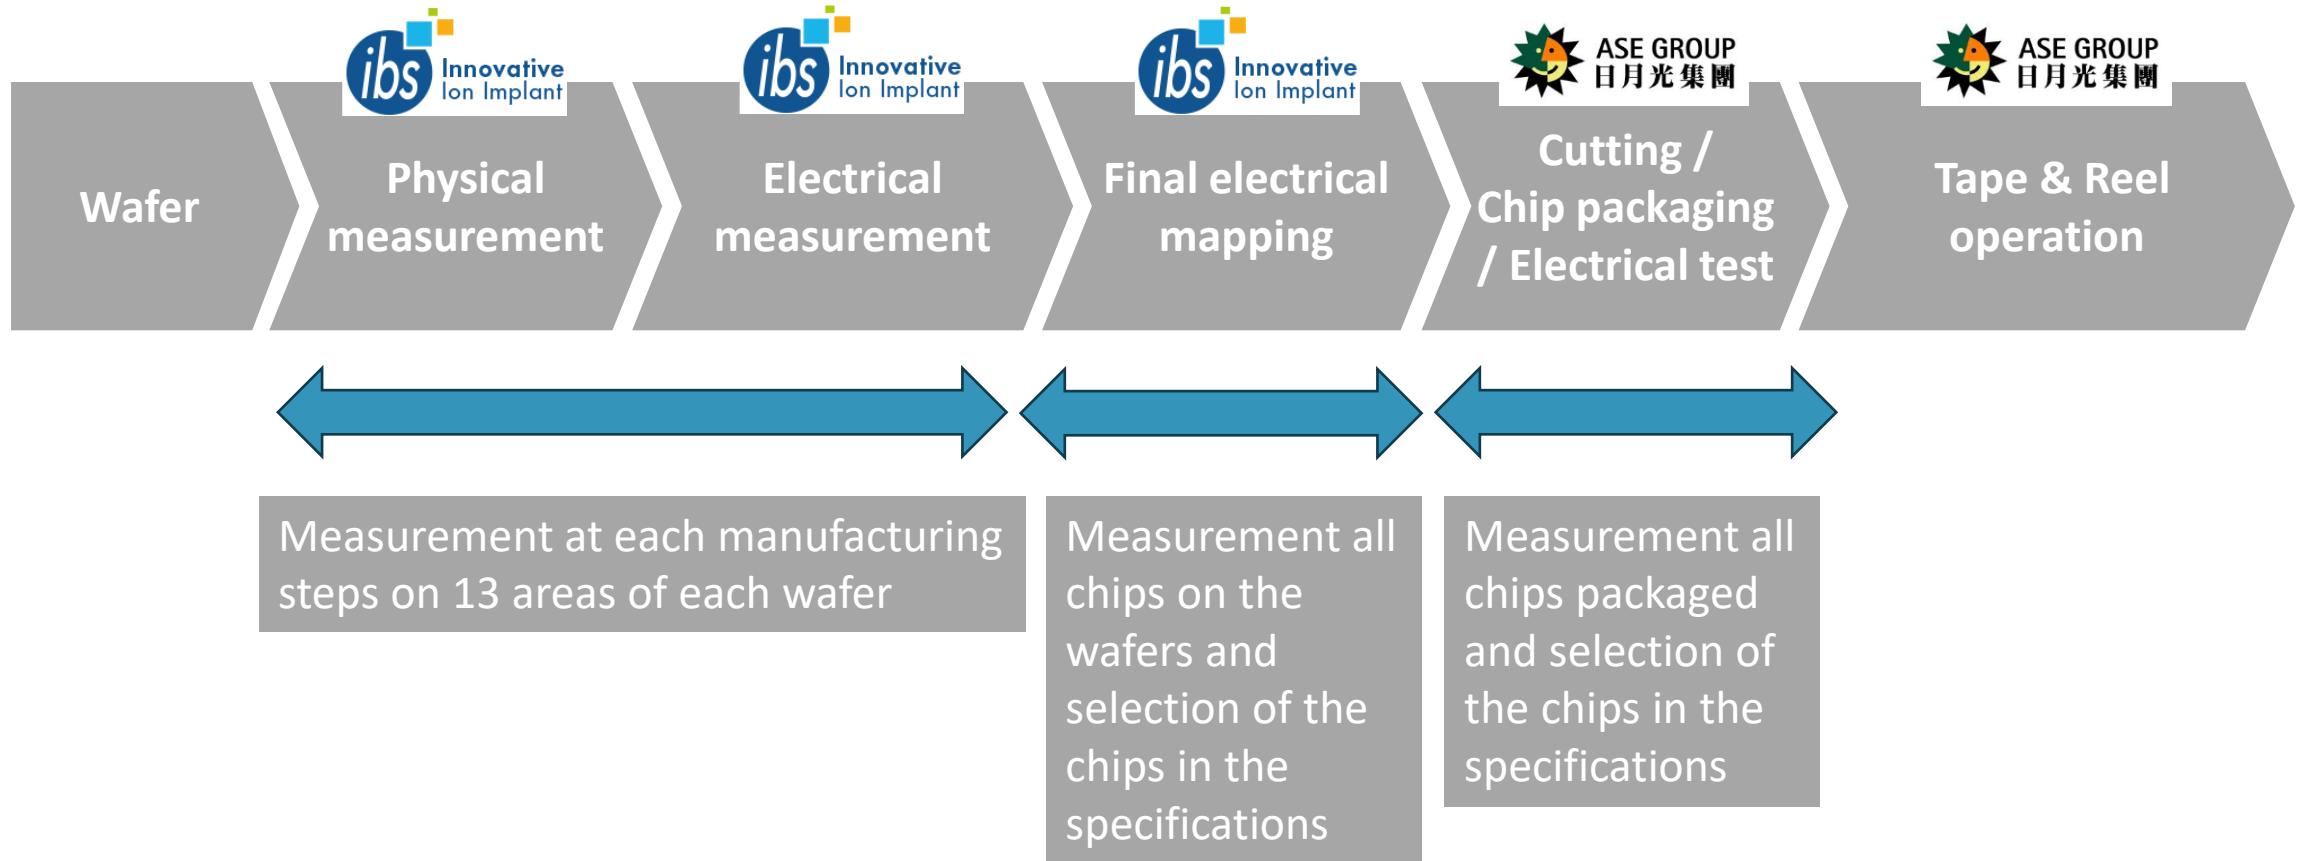 ibs Innovative
Ion Implant
ibs Innovative
Ion Implant
ibs Innovative
Ion Implant
ASE GROUP
日月光集團
ASE GROUP
日月光集團
Wafer
Physical
measurement
Electrical
measurement
Final electrical
mapping
Cutting /
Chip packaging
/ Electrical test
Tape & Reel
operation
Measurement at each manufacturing
steps on 13 areas of each wafer
Measurement all
chips on the
wafers and
selection of the
chips in the
specifications
Measurement all
chips packaged
and selection of
the chips in the
specifications